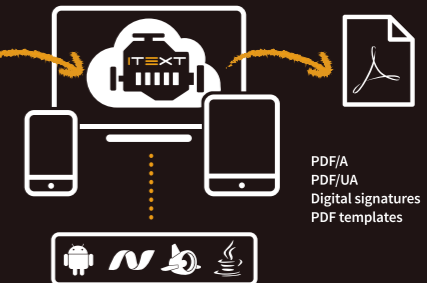 ITEXT
PDF/A
PDF/UA
Digital signatures
PDF templates